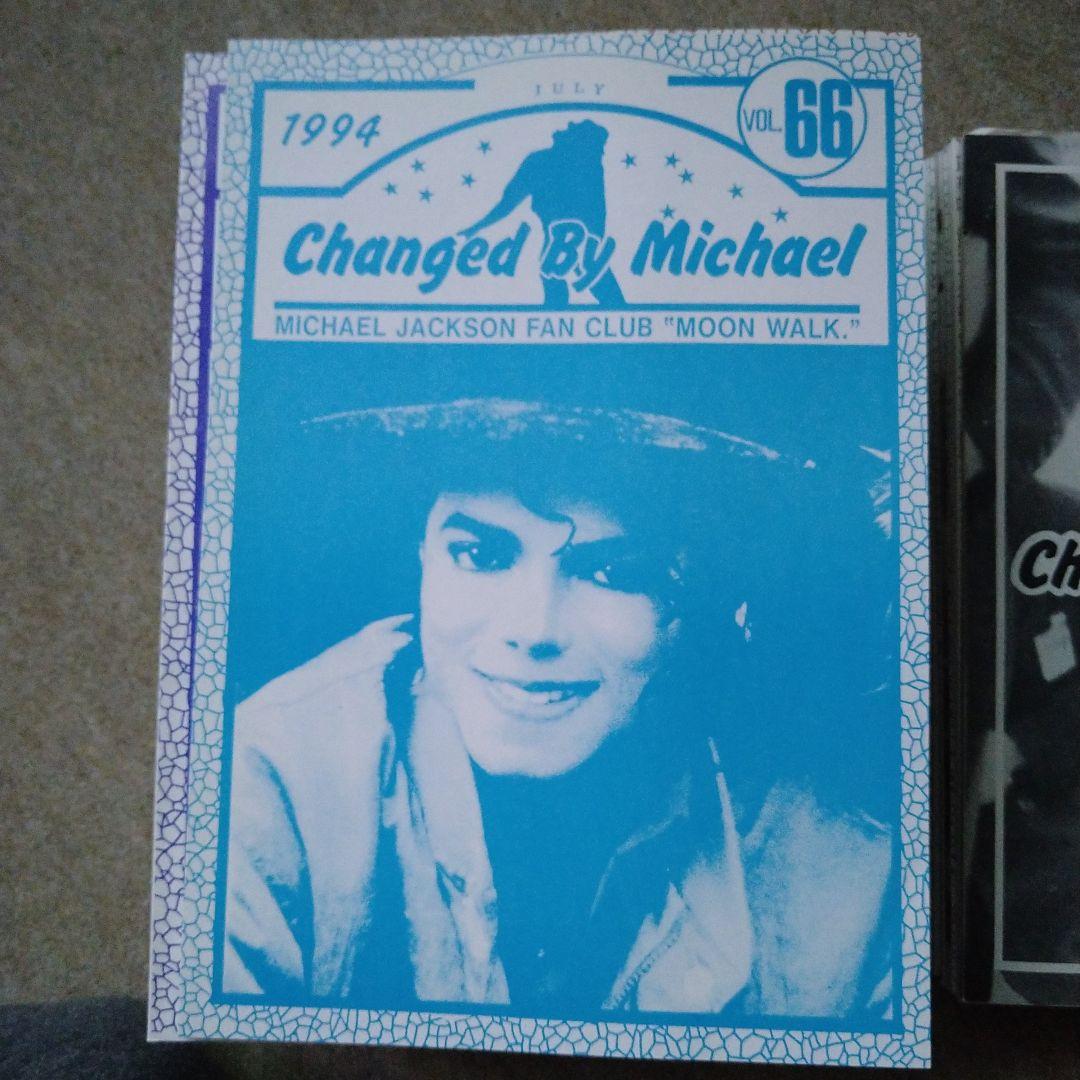 JULY
1994
VOL. 66
Changed By Michael
MICHAEL JACKSON FAN CLUB "MOON WALK."
Ch